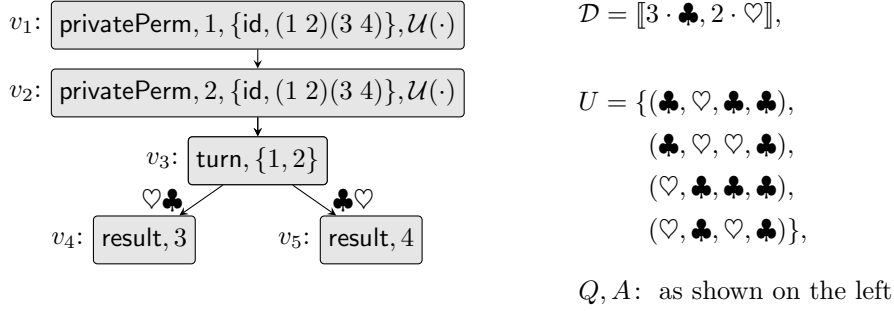 v₁: privatePerm, 1, {id, (1 2)(3 4)}, 𝒰(·)
v₂: privatePerm, 2, {id, (1 2)(3 4)}, 𝒰(·)
v₃: turn, {1, 2}
♡♣ ♣♡
v₄: result, 3 v₅: result, 4
𝒟 = ⟦3 · ♣, 2 · ♡⟧,
U = {(♣, ♡, ♣, ♣),
(♣, ♡, ♡, ♣),
(♡, ♣, ♣, ♣),
(♡, ♣, ♡, ♣)},
Q, A: as shown on the left